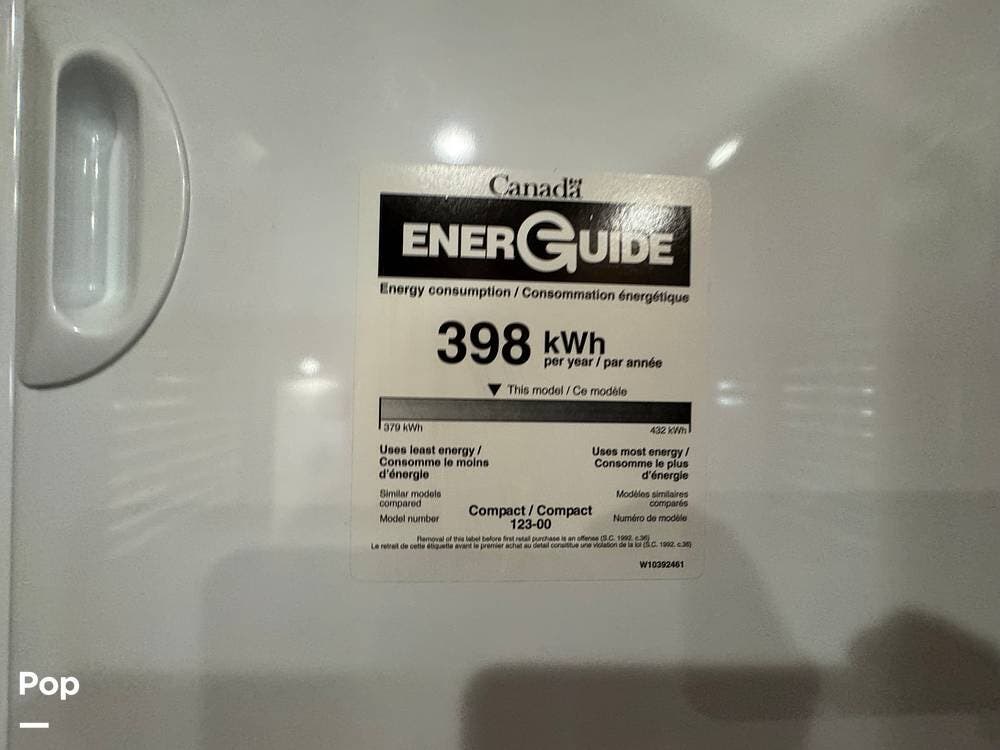 Canada
ENERGUIDE
Energy consumption / Consommation énergétique
398 kWh
per year / par année
This model / Ce modèle
379 kWh
432 kWh
Uses least energy /
Consomme le moins
d'énergie
Uses most energy /
Consomme le plus
d'énergie
Similar models
compared
Compact / Compact
Modèles similaires
comparés
Model number
123-00
Numéro de modèle
Removal of this label before first retail purchase is an offense (S.C. 1992, c.36)
Le retrait de cette étiquette avant le premier achat au détail constitue une violation de la loi (S.C. 1992, c.36)
W10392461
Pop